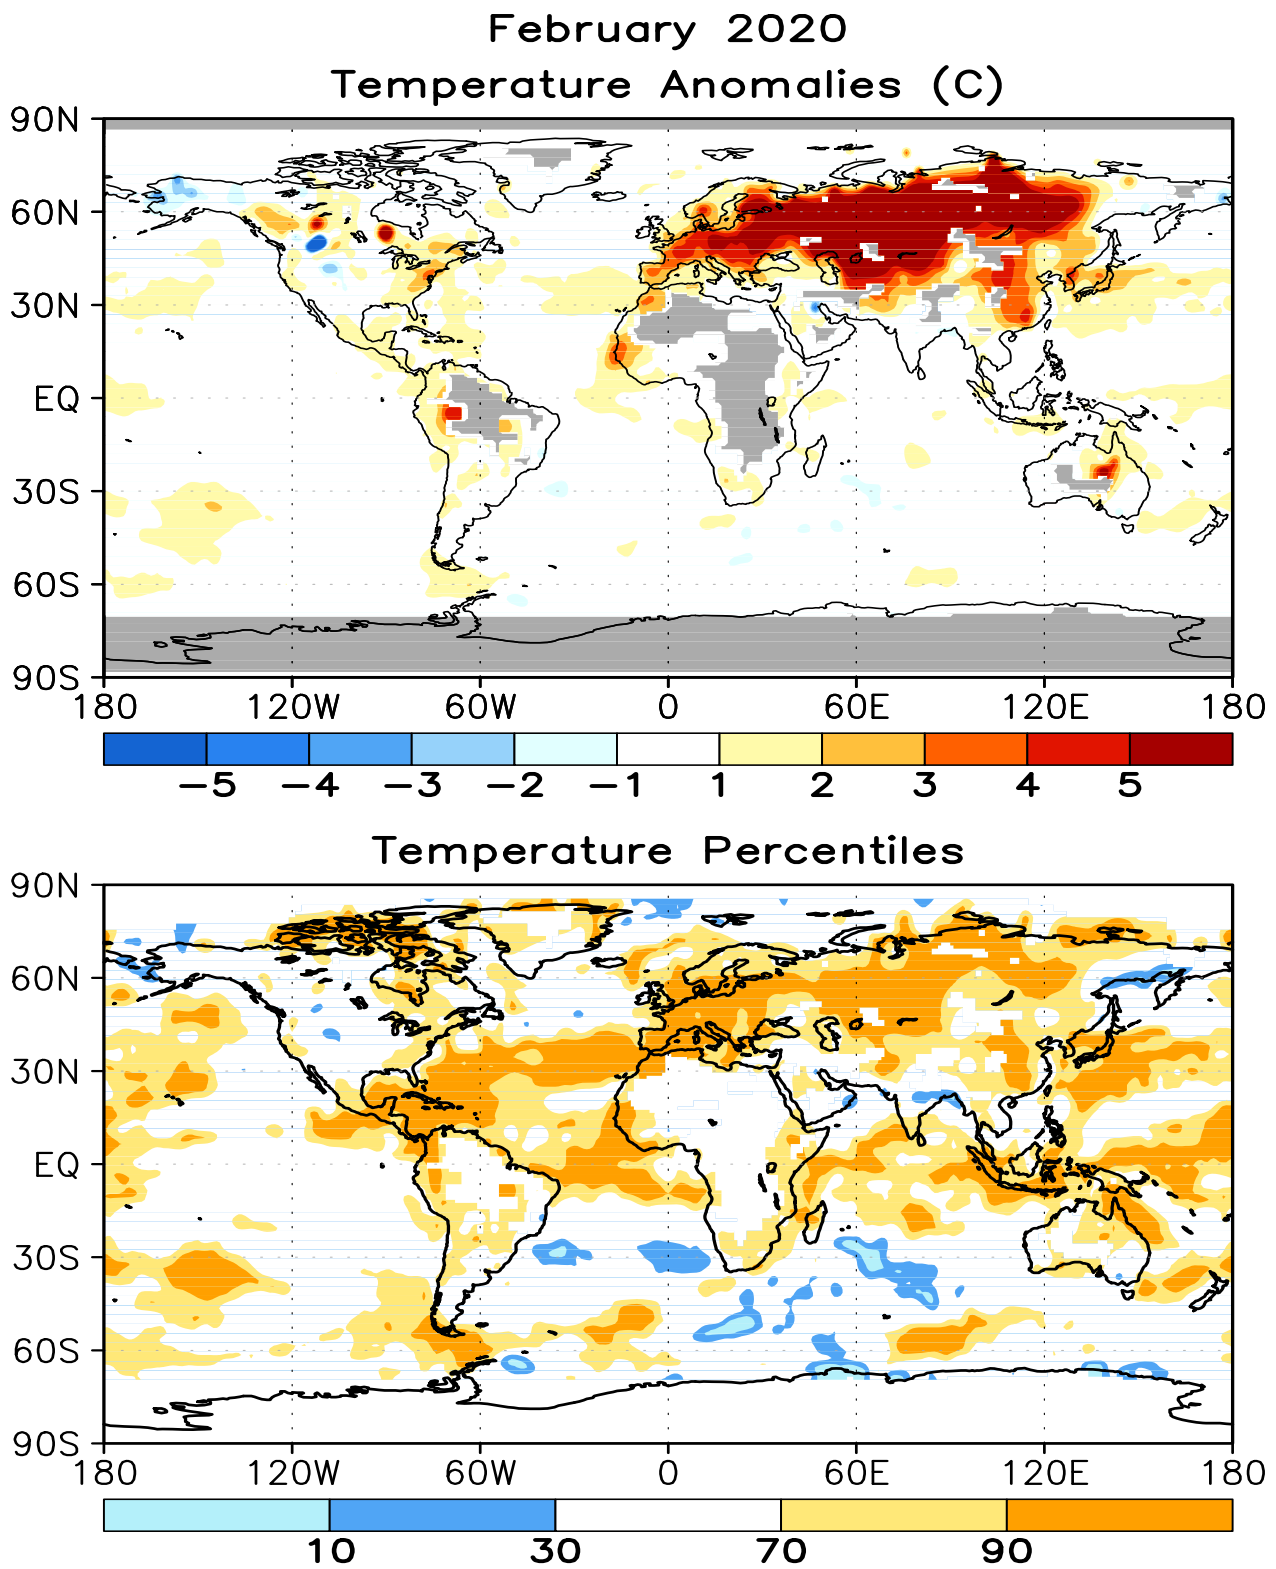 February 2020
Temperature Anomalies (C)
90N
60N
30N
EQ
30S
60S
90S
180 120W 60W 0 60E 120E 180
−5 −4 −3 −2 −1 1 2 3 4 5
Temperature Percentiles
90N
60N
30N
EQ
30S
60S
90S
180 120W 60W 0 60E 120E 180
10 30 70 90